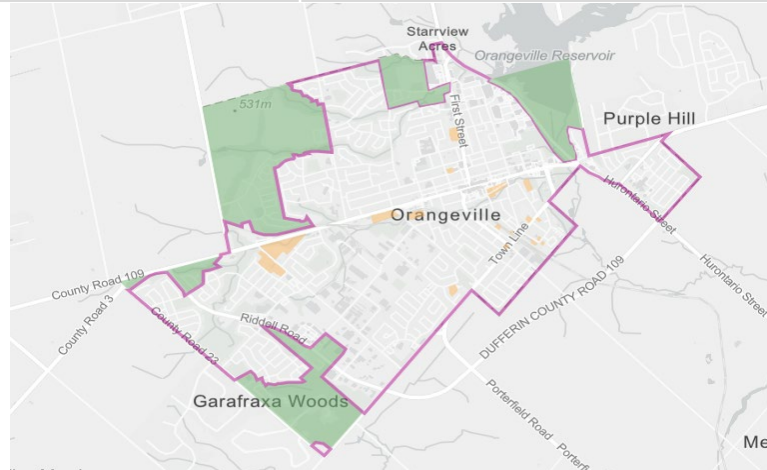 Starrview
Acres
Orangeville Reservoir
531m
First Street
Purple Hill
Hurontario Street
Orangeville
Town Line
Hurontario Street
County Road 109
County Road 3
DUFFERIN COUNTY ROAD 109
Riddell Road
County Road 23
Porterfield Road
Garafraxa Woods
Me